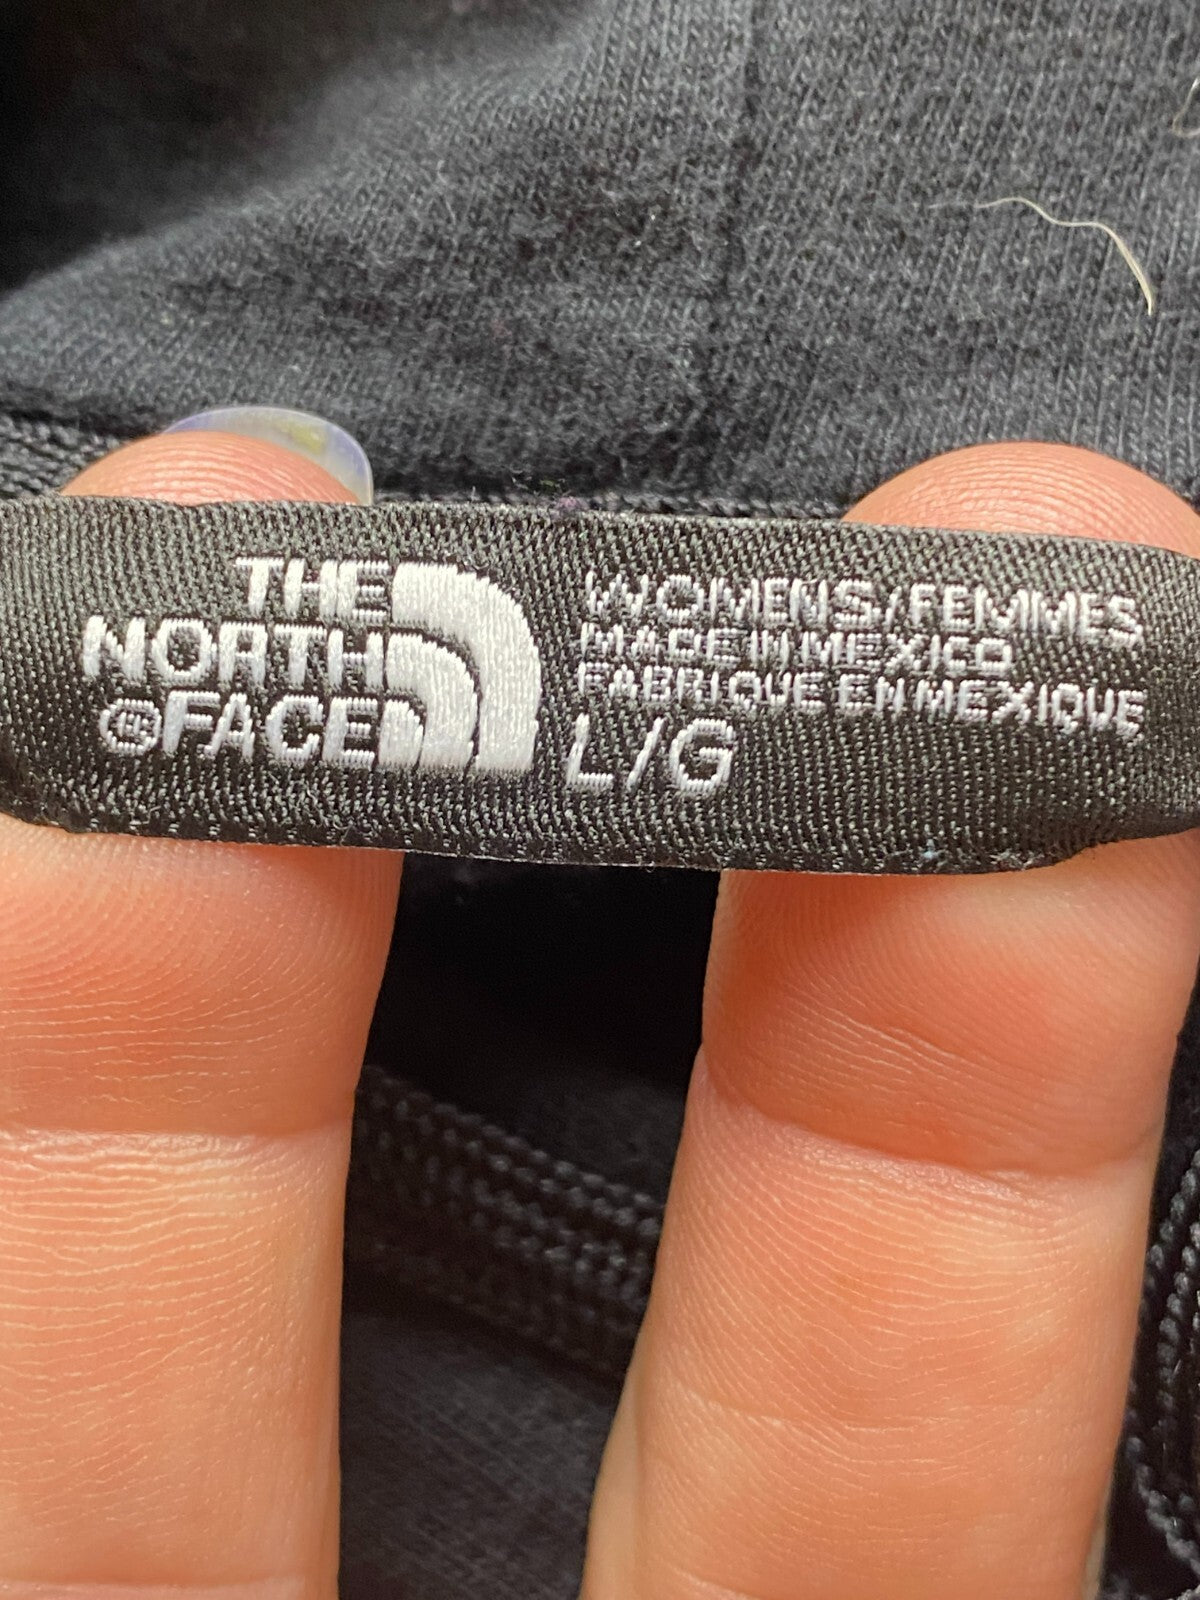 THE
NORTH
®FACE
WOMENS/FEMMES
MADE IN MEXICO
FABRIQUE EN MEXIQUE
L/G